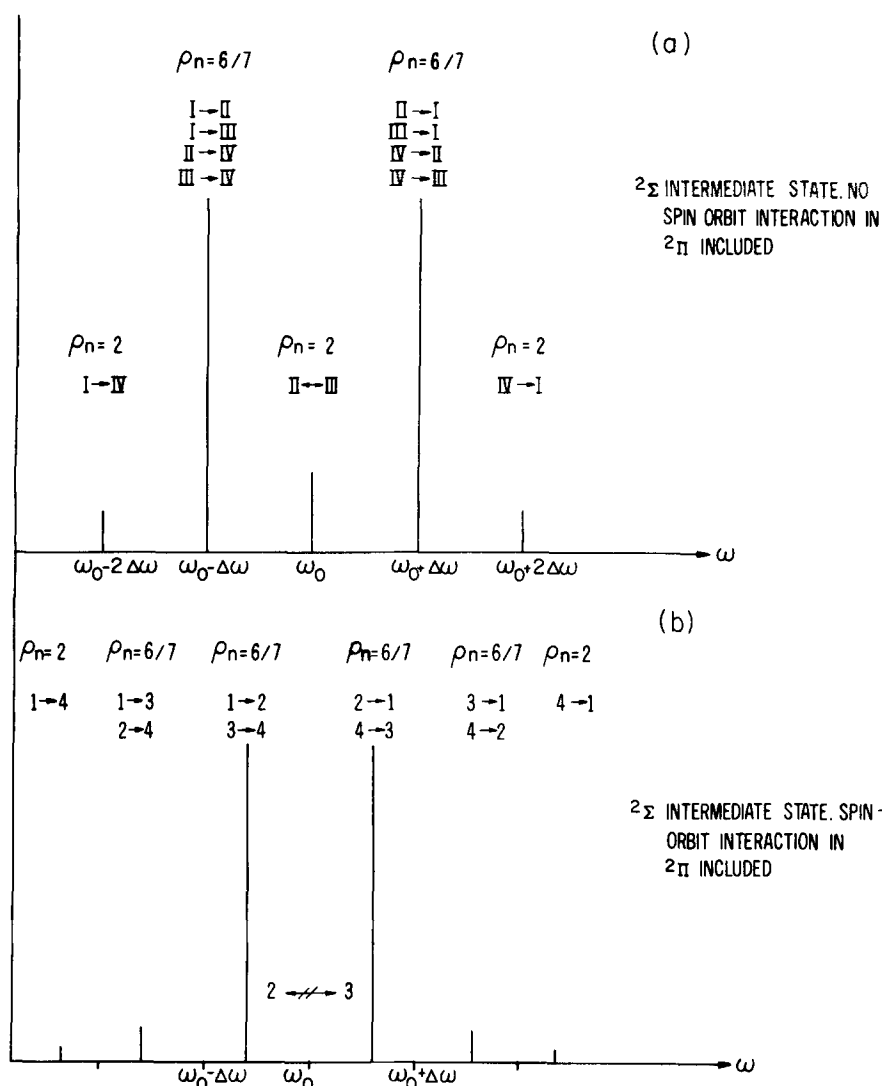 (a)
ρn=6/7 ρn=6/7
I→II II→I
I→III III→I
II→IV IV→II
III→IV IV→III
²Σ INTERMEDIATE STATE. NO
SPIN ORBIT INTERACTION IN
²Π INCLUDED
ρn=2 ρn=2 ρn=2
I→IV II↔III IV→I
ω₀-2Δω ω₀-Δω ω₀ ω₀+Δω ω₀+2Δω ω
(b)
ρn=2 ρn=6/7 ρn=6/7 ρn=6/7 ρn=6/7 ρn=2
1→4 1→3 1→2 2→1 3→1 4→1
2→4 3→4 4→3 4→2
²Σ INTERMEDIATE STATE. SPIN-
ORBIT INTERACTION IN
²Π INCLUDED
2 ↔ 3
ω₀-Δω ω₀ ω₀+Δω ω